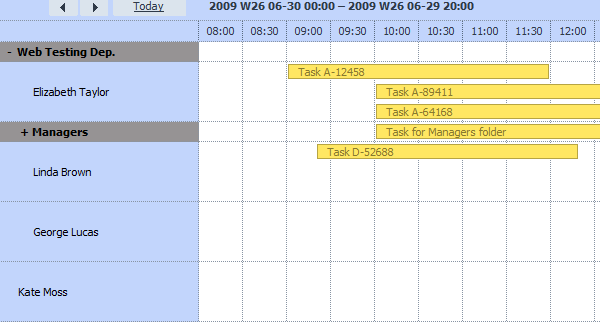 Today 2009 W26 06-30 00:00 – 2009 W26 06-29 20:00
08:00 08:30 09:00 09:30 10:00 10:30 11:00 11:30 12:00
- Web Testing Dep.
Task A-12458
Elizabeth Taylor
Task A-89411
Task A-64168
+ Managers
Task for Managers folder
Task D-52688
Linda Brown
George Lucas
Kate Moss